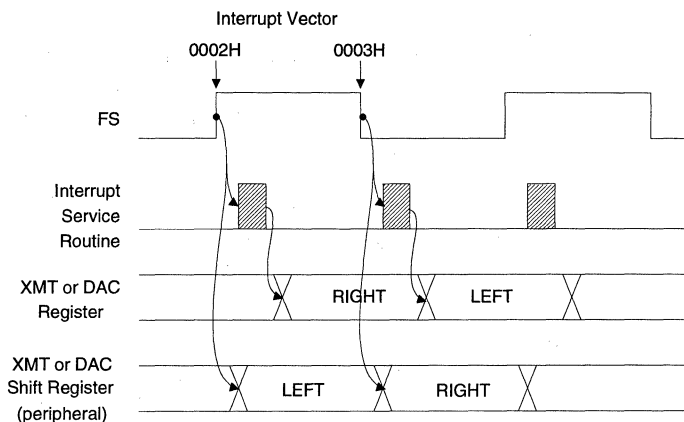 Interrupt Vector
0002H
0003H
FS
Interrupt
Service
Routine
XMT or DAC
Register
RIGHT
LEFT
XMT or DAC
Shift Register
(peripheral)
LEFT
RIGHT